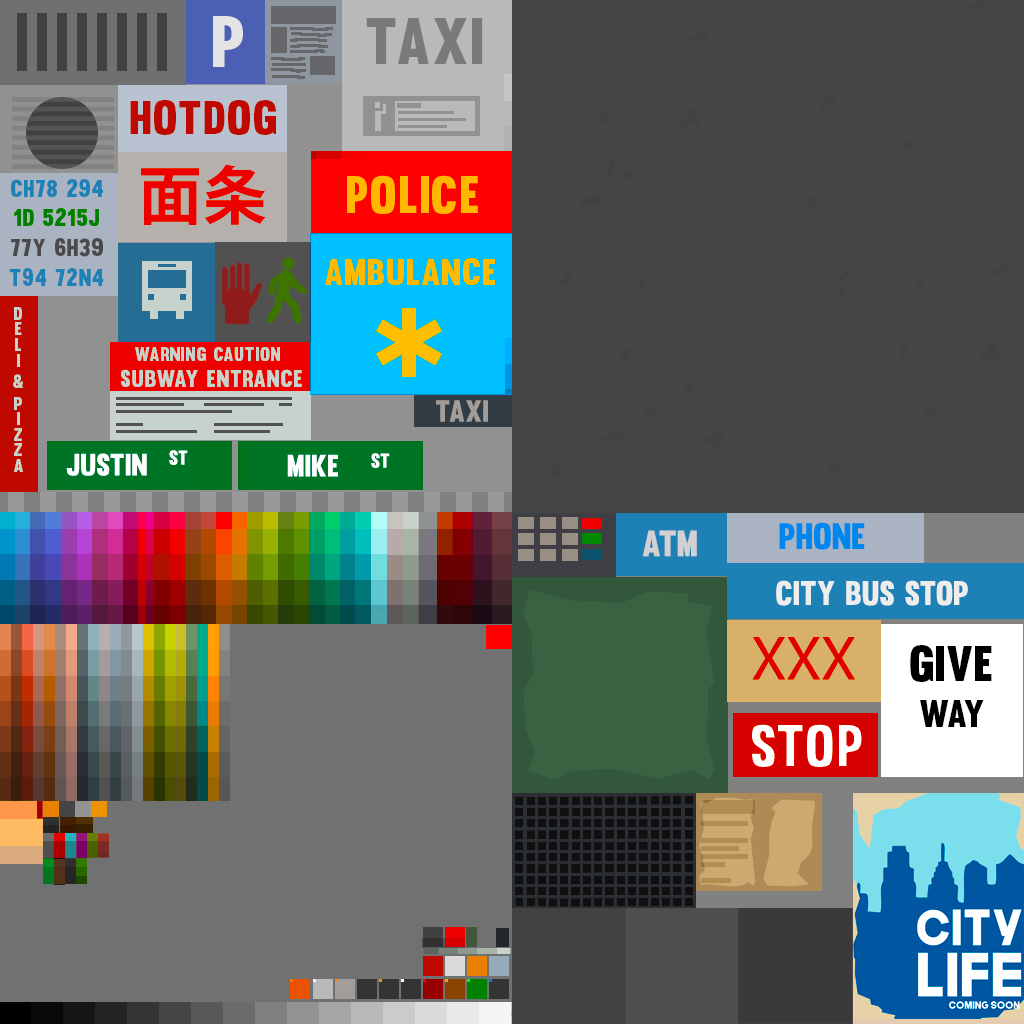 P
TAXI
HOTDOG
面条
POLICE
CH78 294
1D 5215J
77Y 6H39
T94 72N4
AMBULANCE
DELI & PIZZA
WARNING CAUTION
SUBWAY ENTRANCE
TAXI
JUSTIN ST
MIKE ST
ATM
PHONE
CITY BUS STOP
XXX
GIVE
WAY
STOP
CITY
LIFE
COMING SOON